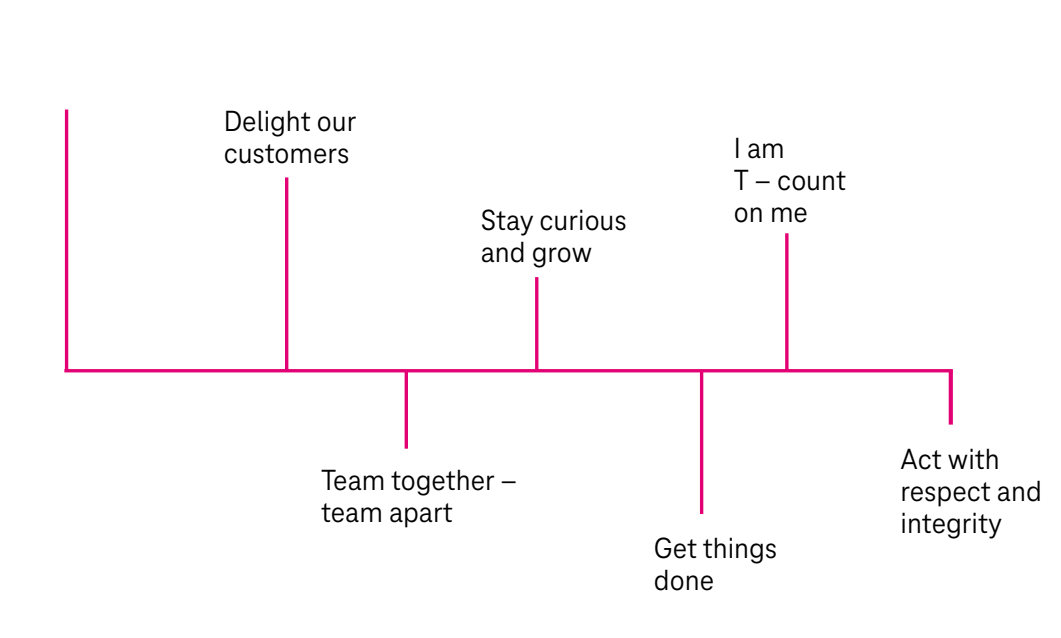 Delight our
customers
Team together –
team apart
Stay curious
and grow
Get things
done
I am
T – count
on me
Act with
respect and
integrity